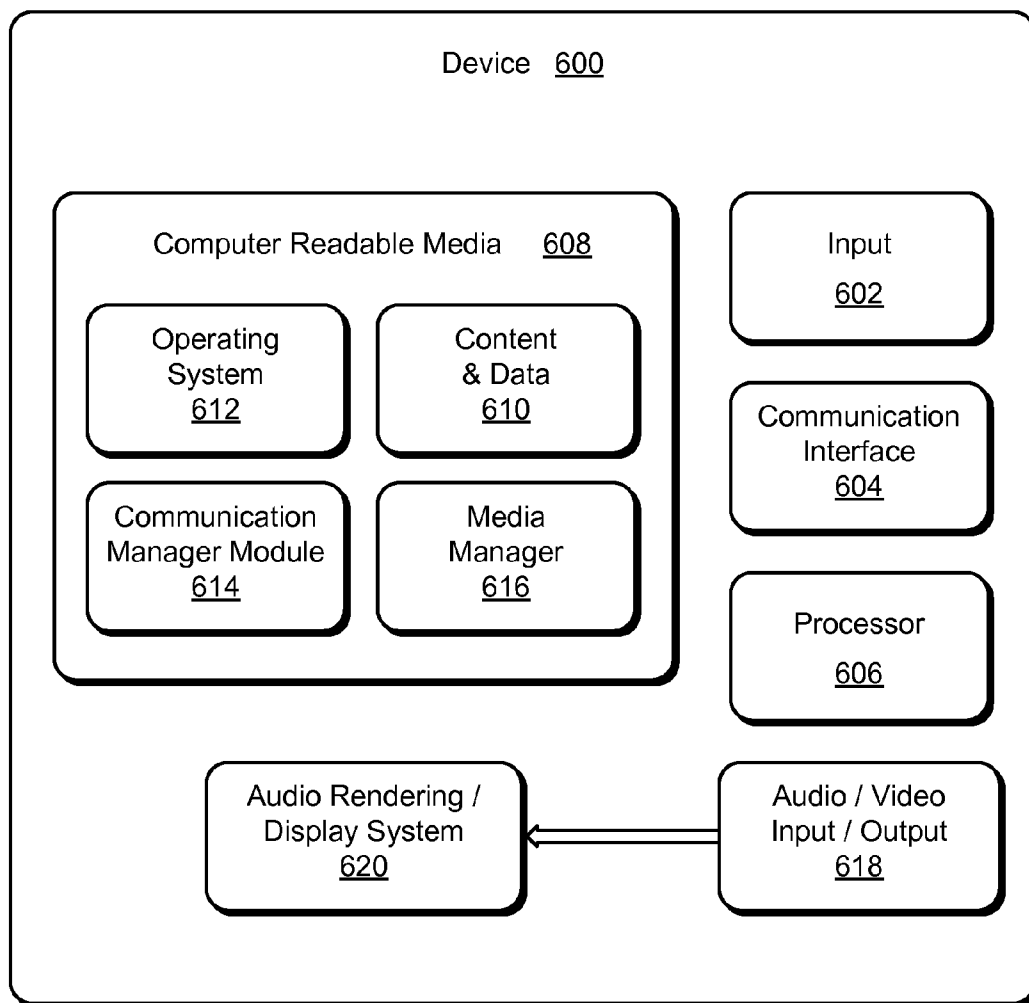 Device 600
Computer Readable Media 608
Operating
System
612
Content
& Data
610
Communication
Manager Module
614
Media
Manager
616
Input
602
Communication
Interface
604
Processor
606
Audio Rendering /
Display System
620
Audio / Video
Input / Output
618